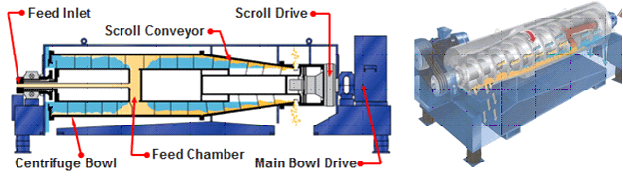 Feed Inlet
Scroll Drive
Scroll Conveyor
Feed Chamber
Centrifuge Bowl
Main Bowl Drive